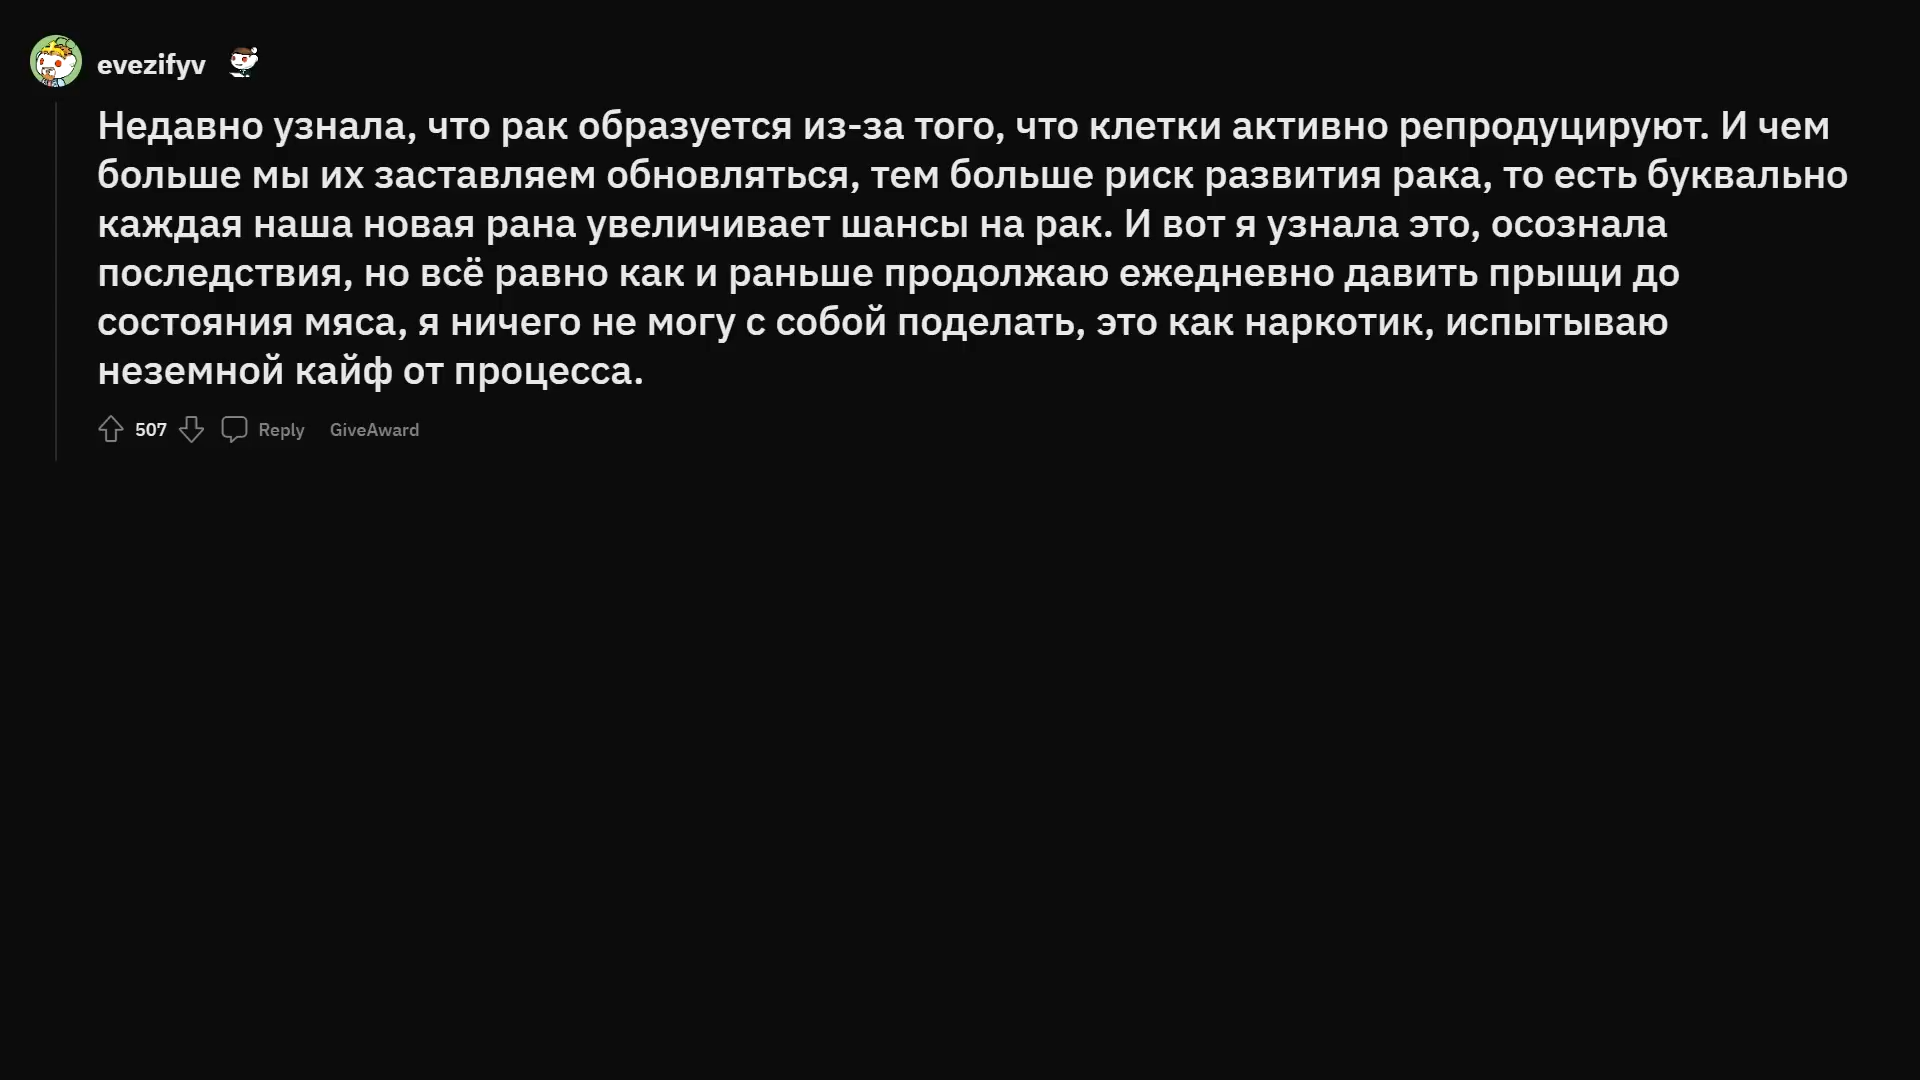 evezifyv
Недавно узнала, что рак образуется из-за того, что клетки активно репродуцируют. И чем
больше мы их заставляем обновляться, тем больше риск развития рака, то есть буквально
каждая наша новая рана увеличивает шансы на рак. И вот я узнала это, осознала
последствия, но всё равно как и раньше продолжаю ежедневно давить прыщи до
состояния мяса, я ничего не могу с собой поделать, это как наркотик, испытываю
неземной кайф от процесса.
507 Reply GiveAward